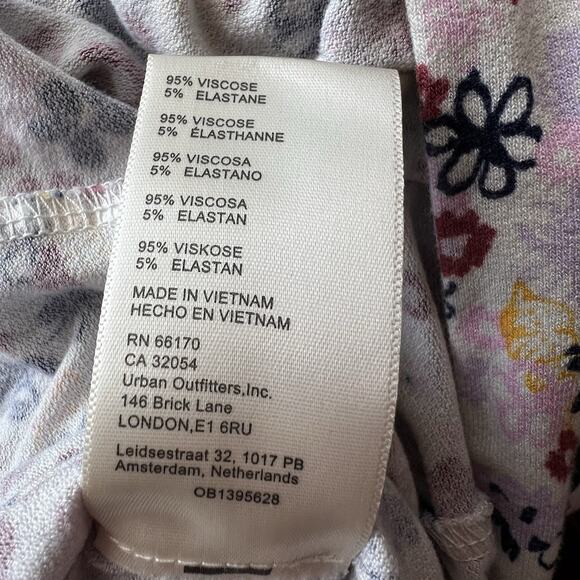 95% VISCOSE
5% ELASTANE
95% VISCOSE
5% ÉLASTHANNE
95% VISCOSA
5% ELASTANO
95% VISCOSA
5% ELASTAN
95% VISKOSE
5% ELASTAN
MADE IN VIETNAM
HECHO EN VIETNAM
RN 66170
CA 32054
Urban Outfitters,Inc.
146 Brick Lane
LONDON,E1 6RU
Leidsestraat 32, 1017 PB
Amsterdam, Netherlands
OB1395628